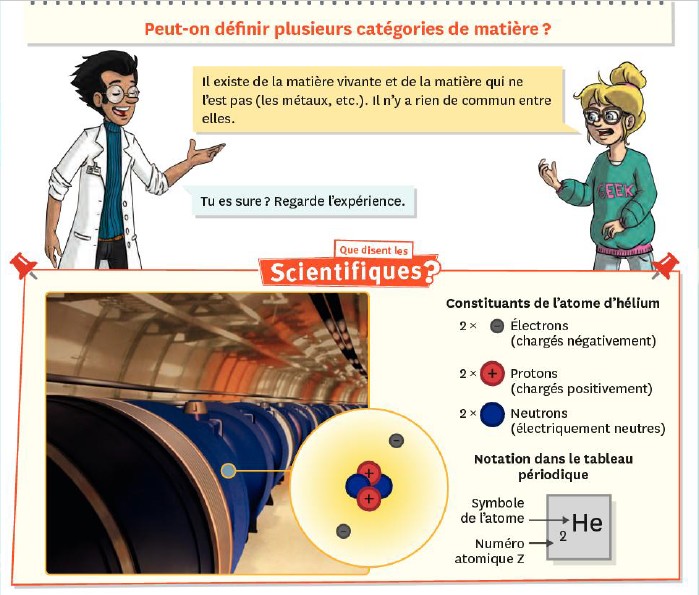 Peut-on définir plusieurs catégories de matière ?
Il existe de la matière vivante et de la matière qui ne
l'est pas (les métaux, etc.). Il n'y a rien de commun entre
elles.
GEEK
Tu es sure ? Regarde l'expérience.
Que disent les
Scientifiques?
Constituants de l'atome d'hélium
2 × − Électrons
(chargés négativement)
2 × + Protons
(chargés positivement)
2 × Neutrons
(électriquement neutres)
−
+
+
−
Notation dans le tableau
périodique
Symbole
de l'atome
He
2
Numéro
atomique Z